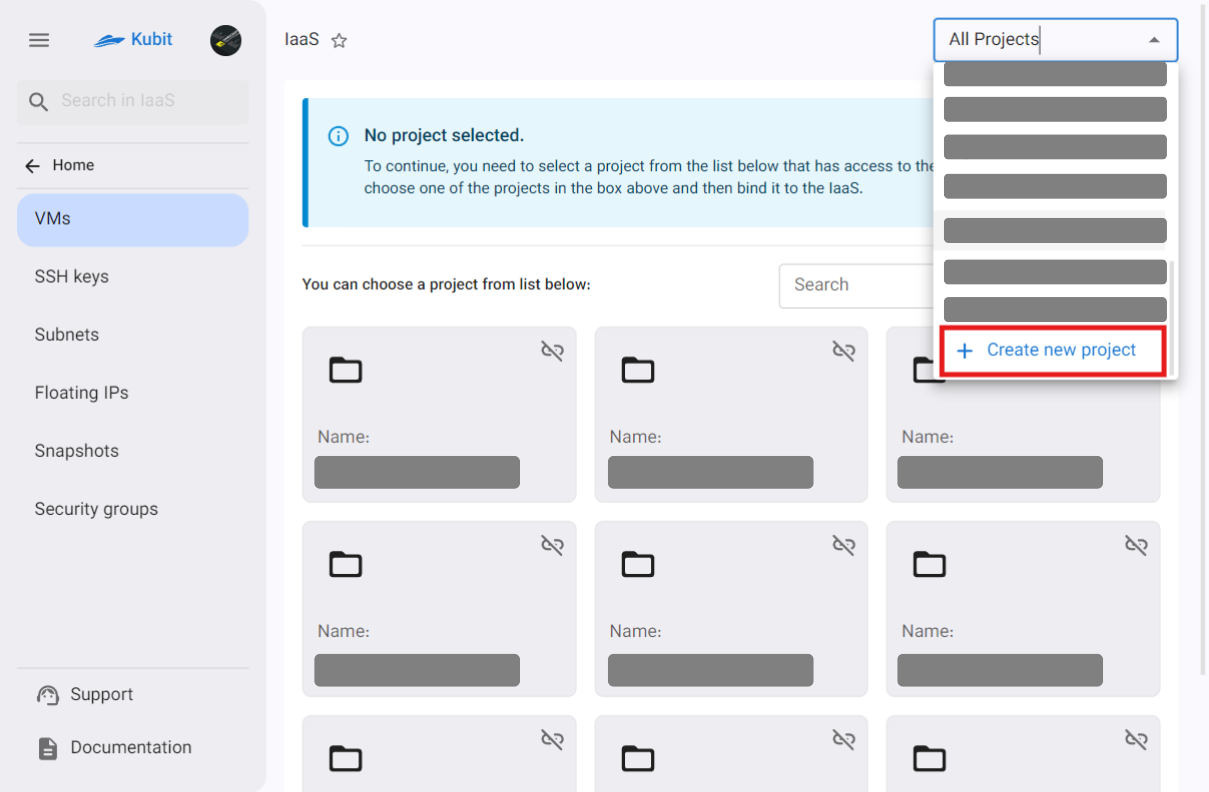 Kubit
Search in IaaS
Home
VMs
SSH keys
Subnets
Floating IPs
Snapshots
Security groups
Support
Documentation
IaaS
All Projects
Create new project
No project selected.
To continue, you need to select a project from the list below that has access to the
choose one of the projects in the box above and then bind it to the IaaS.
You can choose a project from list below:
Search
Name:
Name:
Name:
Name:
Name:
Name: